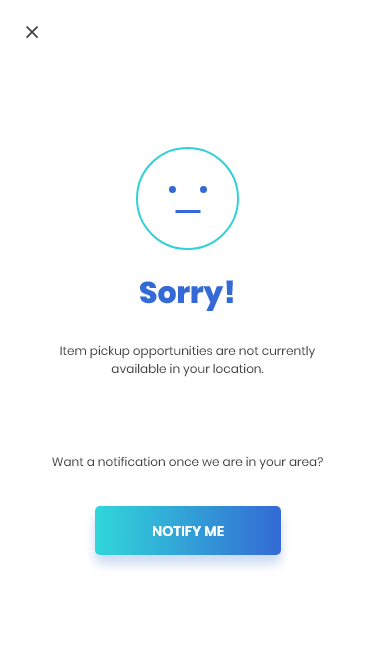 Sorry!
Item pickup opportunities are not currently
available in your location.
Want a notification once we are in your area?
NOTIFY ME